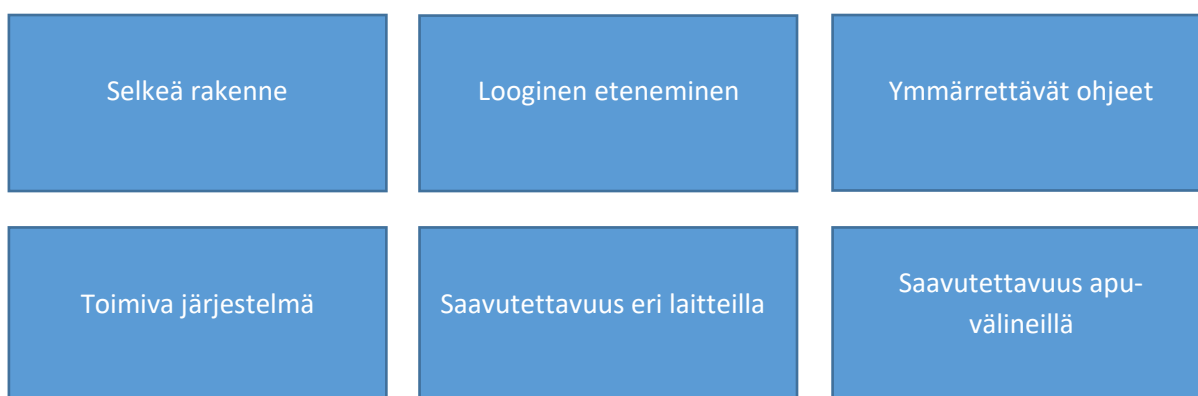 Selkeä rakenne
Looginen eteneminen
Ymmärrettävät ohjeet
Toimiva järjestelmä
Saavutettavuus eri laitteilla
Saavutettavuus apu-
välineillä